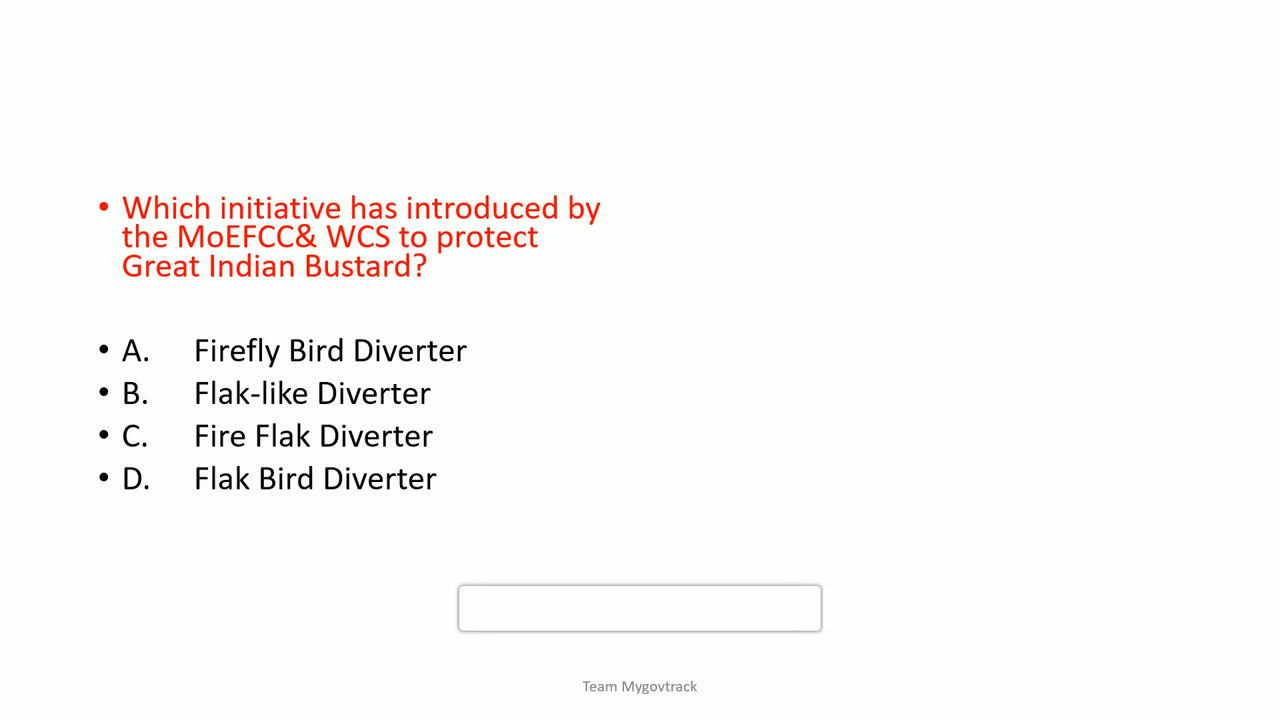 • Which initiative has introduced by
the MoEFCC& WCS to protect
Great Indian Bustard?
• A. Firefly Bird Diverter
• B. Flak-like Diverter
• C. Fire Flak Diverter
• D. Flak Bird Diverter
Team Mygovtrack